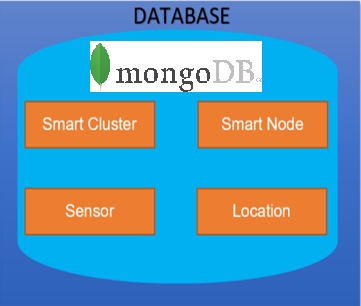 DATABASE
mongoDB
Smart Cluster
Smart Node
Sensor
Location